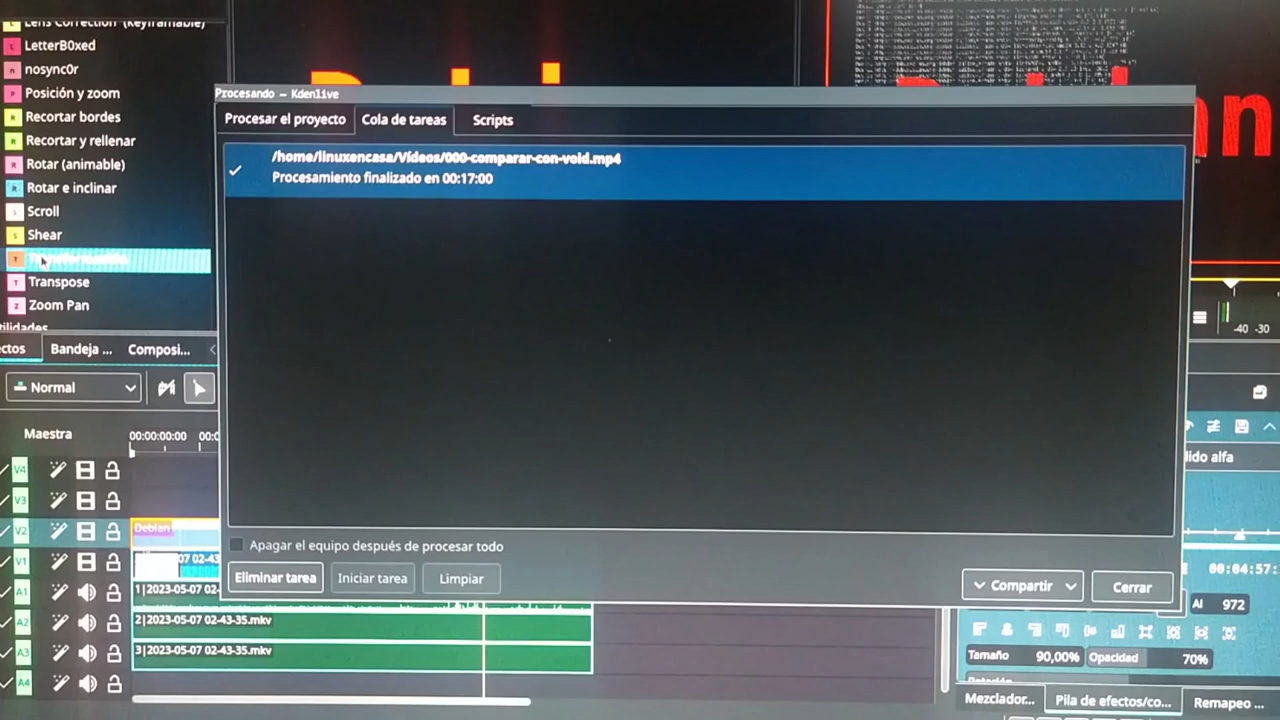 Lens Correction (keyframable)
LetterB0xed
nosync0r
Posición y zoom
Recortar bordes
Recortar y rellenar
Rotar (animable)
Rotar e inclinar
Scroll
Shear
Transpose
Zoom Pan
Procesando — Kdenlive
Procesar el proyecto
Cola de tareas
Scripts
/home/linuxencasa/Vídeos/000-comparar-con-void.mp4
Procesamiento finalizado en 00:17:00
Apagar el equipo después de procesar todo
Eliminar tarea
Iniciar tarea
Limpiar
Compartir
Cerrar
-40 -30
ectos
Bandeja ...
Composi...
Normal
Maestra
00:00:00:00
V4
V3
V2
Debian
V1
07 02-43
A1
1|2023-05-07 02-43
A2
2|2023-05-07 02-43-35.mkv
A3
3|2023-05-07 02-43-35.mkv
A4
lido alfa
00:04:57:
Al 972
Tamaño 90,00%
Opacidad 70%
Mezclador...
Pila de efectos/co...
Remapeo ...